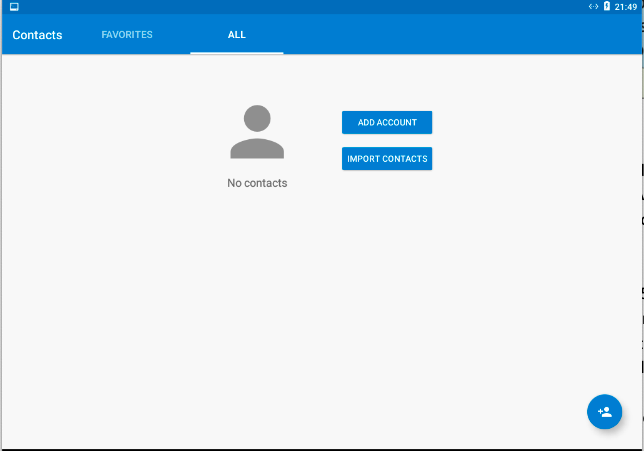 21:49
Contacts FAVORITES ALL
ADD ACCOUNT
IMPORT CONTACTS
No contacts